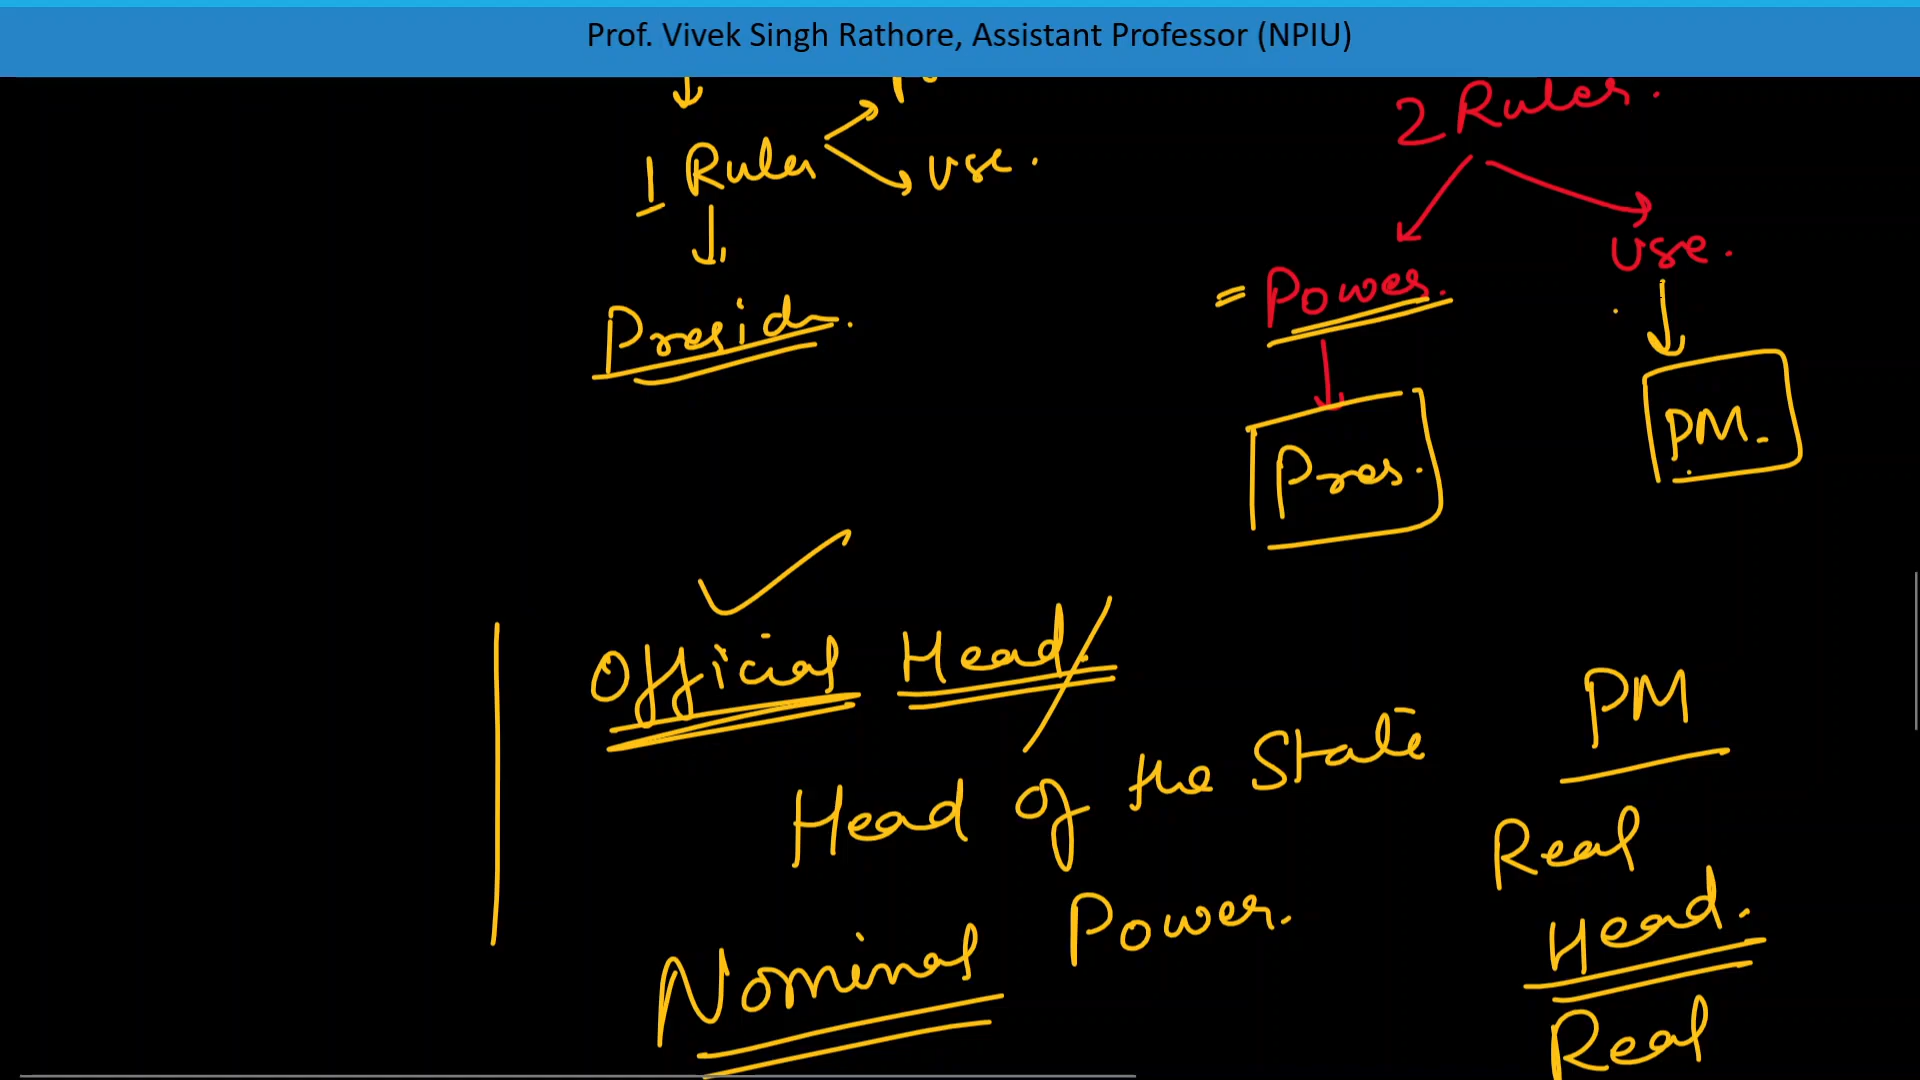 Prof. Vivek Singh Rathore, Assistant Professor (NPIU)
2 Ruler.
1 Ruler
Use.
Use.
= Power.
Presid.
PM.
Pres.
Official Head.
Head of the State
Nominal Power.
PM
Real
Head.
Real